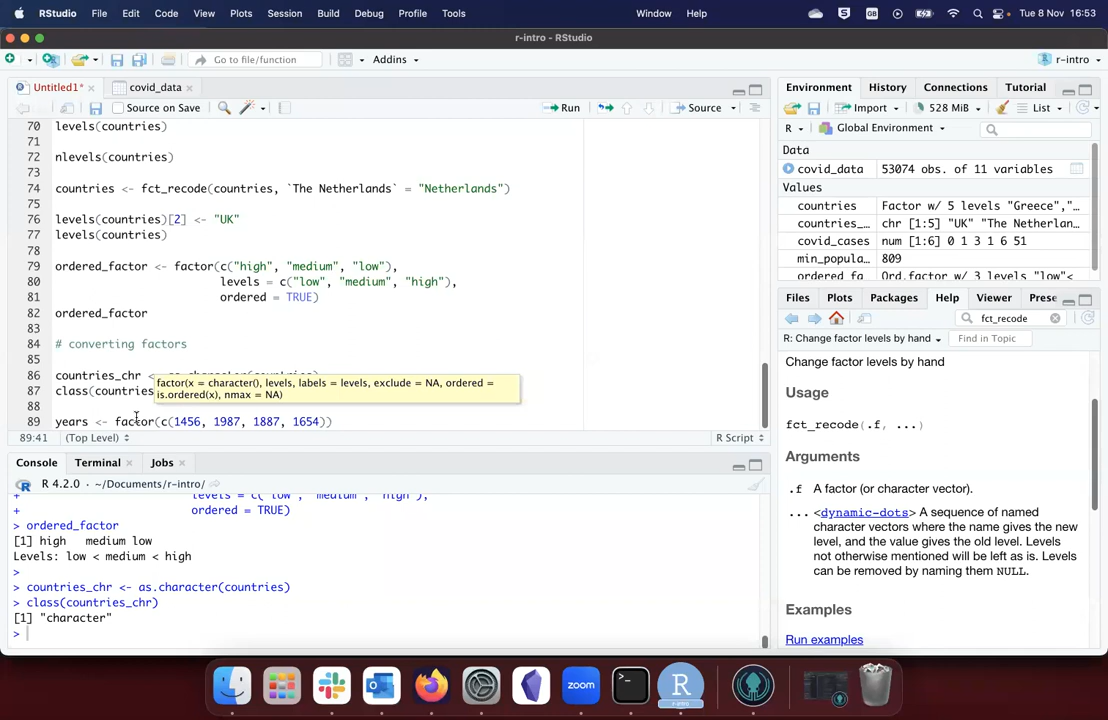 RStudio File Edit Code View Plots Session Build Debug Profile Tools Window Help GB Tue 8 Nov 16:53
r-intro - RStudio
Go to file/function Addins r-intro
Untitled1* covid_data
Source on Save Run Source
70 levels(countries)
71
72 nlevels(countries)
73
74 countries <- fct_recode(countries, `The Netherlands` = "Netherlands")
75
76 levels(countries)[2] <- "UK"
77 levels(countries)
78
79 ordered_factor <- factor(c("high", "medium", "low"),
80 levels = c("low", "medium", "high"),
81 ordered = TRUE)
82 ordered_factor
83
84 # converting factors
85
86 countries_chr <-
87 class(countries
factor(x = character(), levels, labels = levels, exclude = NA, ordered =
is.ordered(x), nmax = NA)
88
89 years <- factor(c(1456, 1987, 1887, 1654))
89:41 (Top Level) R Script
Console Terminal Jobs
R 4.2.0 · ~/Documents/r-intro/
+ levels = c("low", "medium", "high"),
+ ordered = TRUE)
> ordered_factor
[1] high medium low
Levels: low < medium < high
>
> countries_chr <- as.character(countries)
> class(countries_chr)
[1] "character"
>
Environment History Connections Tutorial
Import 528 MiB List
R Global Environment
Data
covid_data 53074 obs. of 11 variables
Values
countries Factor w/ 5 levels "Greece","…
countries_… chr [1:5] "UK" "The Netherlan…
covid_cases num [1:6] 0 1 3 1 6 51
min_popula… 809
ordered_fa… Ord.factor w/ 3 levels "low"<…
Files Plots Packages Help Viewer Prese
fct_recode
R: Change factor levels by hand Find in Topic
Change factor levels by hand
Usage
fct_recode(.f, ...)
Arguments
.f A factor (or character vector).
... <dynamic-dots> A sequence of named
character vectors where the name gives the new
level, and the value gives the old level. Levels
not otherwise mentioned will be left as is. Levels
can be removed by naming them NULL.
Examples
Run examples
zoom
R
r-intro